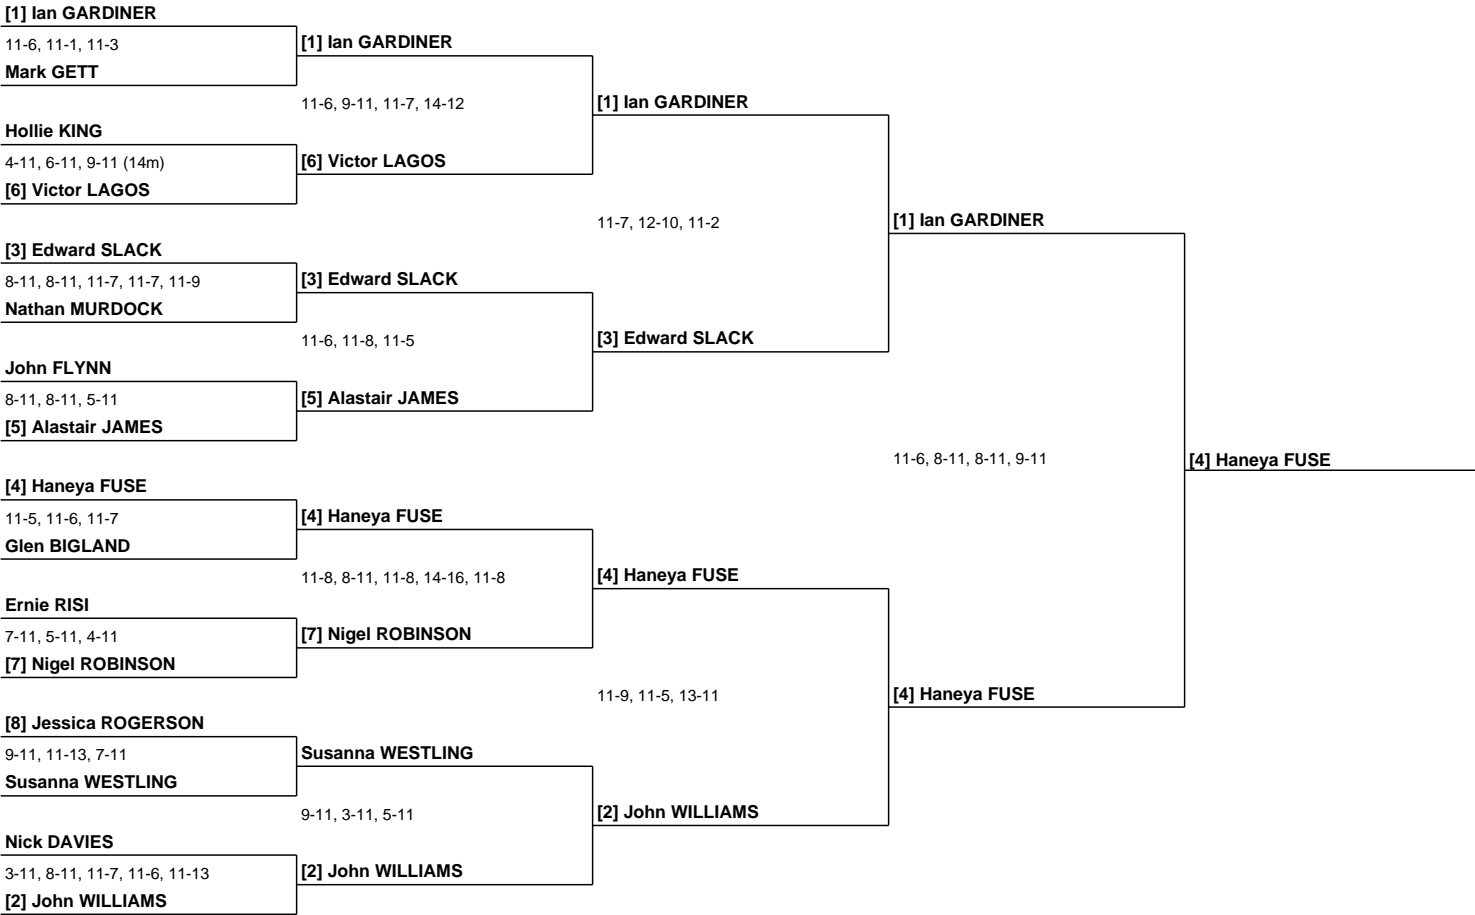 [1] Ian GARDINER
11-6, 11-1, 11-3
Mark GETT
Hollie KING
4-11, 6-11, 9-11 (14m)
[6] Victor LAGOS
[3] Edward SLACK
8-11, 8-11, 11-7, 11-7, 11-9
Nathan MURDOCK
John FLYNN
8-11, 8-11, 5-11
[5] Alastair JAMES
[4] Haneya FUSE
11-5, 11-6, 11-7
Glen BIGLAND
Ernie RISI
7-11, 5-11, 4-11
[7] Nigel ROBINSON
[8] Jessica ROGERSON
9-11, 11-13, 7-11
Susanna WESTLING
Nick DAVIES
3-11, 8-11, 11-7, 11-6, 11-13
[2] John WILLIAMS
[1] Ian GARDINER
11-6, 9-11, 11-7, 14-12
[6] Victor LAGOS
[3] Edward SLACK
11-6, 11-8, 11-5
[5] Alastair JAMES
[4] Haneya FUSE
11-8, 8-11, 11-8, 14-16, 11-8
[7] Nigel ROBINSON
Susanna WESTLING
9-11, 3-11, 5-11
[2] John WILLIAMS
[1] Ian GARDINER
11-7, 12-10, 11-2
[3] Edward SLACK
[4] Haneya FUSE
11-9, 11-5, 13-11
[2] John WILLIAMS
[1] Ian GARDINER
11-6, 8-11, 8-11, 9-11
[4] Haneya FUSE
[4] Haneya FUSE